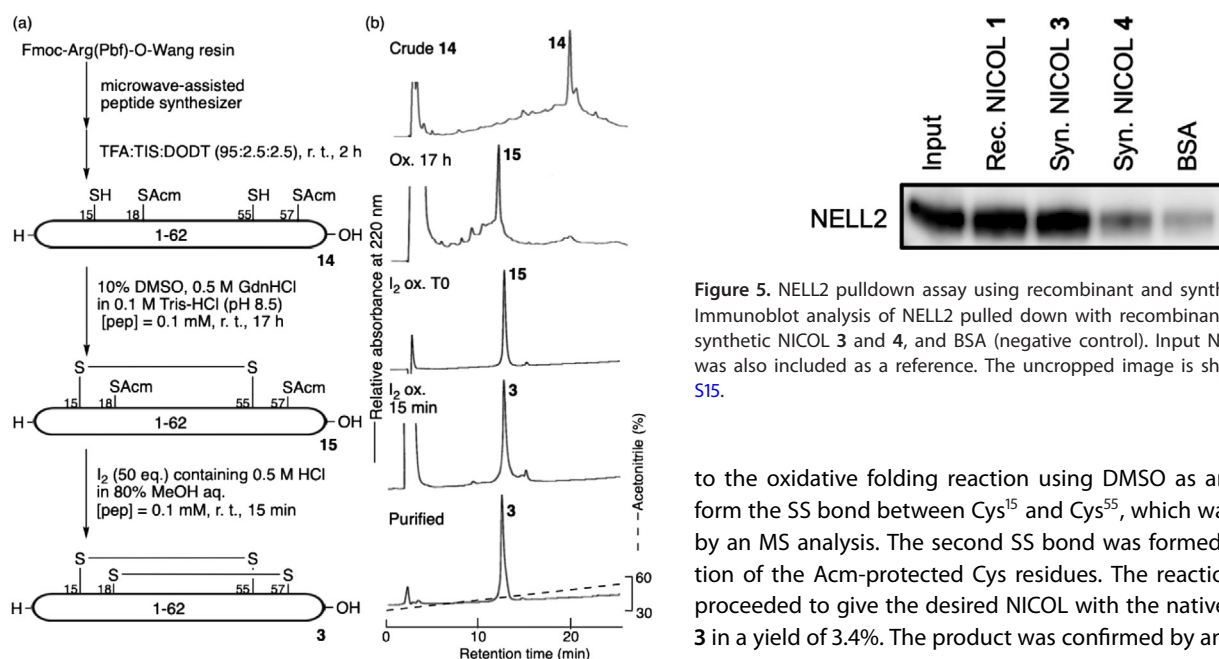 (a)
Fmoc-Arg(Pbf)-O-Wang resin
microwave-assisted
peptide synthesizer
TFA:TIS:DODT (95:2.5:2.5), r. t., 2 h
SH SAcm SH SAcm
15 18 55 57
H- 1-62 -OH
14
10% DMSO, 0.5 M GdnHCl
in 0.1 M Tris-HCl (pH 8.5)
[pep] = 0.1 mM, r. t., 17 h
S S
SAcm SAcm
15 18 55 57
H- 1-62 -OH
15
I2 (50 eq.) containing 0.5 M HCl
in 80% MeOH aq.
[pep] = 0.1 mM, r. t., 15 min
S S
S S
15 18 55 57
H- 1-62 -OH
3
(b)
Crude 14
14
Ox. 17 h
15
I2 ox. T0
15
I2 ox.
15 min
3
Purified
3
Relative absorbance at 220 nm
Acetonitrile (%)
60
30
0 10 20
Retention time (min)
Input
Rec. NICOL 1
Syn. NICOL 3
Syn. NICOL 4
BSA
NELL2
Figure 5. NELL2 pulldown assay using recombinant and synth
Immunoblot analysis of NELL2 pulled down with recombinan
synthetic NICOL 3 and 4, and BSA (negative control). Input N
was also included as a reference. The uncropped image is sh
S15.
to the oxidative folding reaction using DMSO as an
form the SS bond between Cys15 and Cys55, which wa
by an MS analysis. The second SS bond was formed
tion of the Acm-protected Cys residues. The reactio
proceeded to give the desired NICOL with the native
3 in a yield of 3.4%. The product was confirmed by an